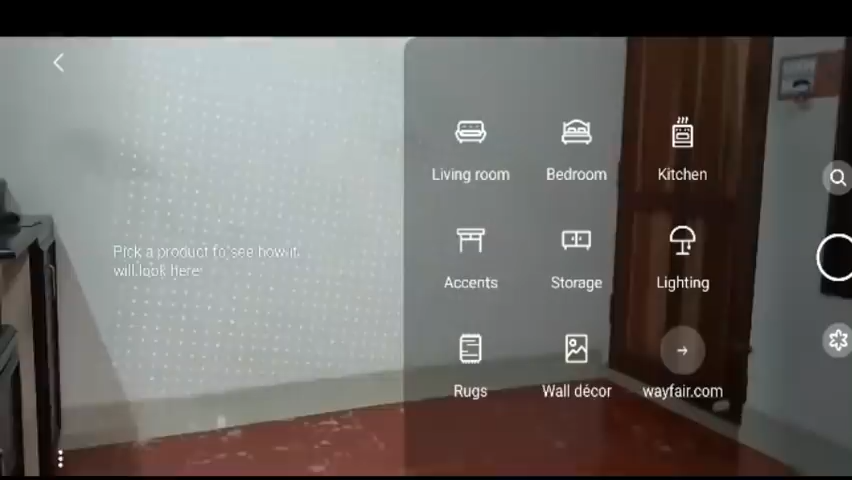 Living room
Bedroom
Kitchen
Pick a product to see how it
will look here
Accents
Storage
Lighting
Rugs
Wall décor
wayfair.com